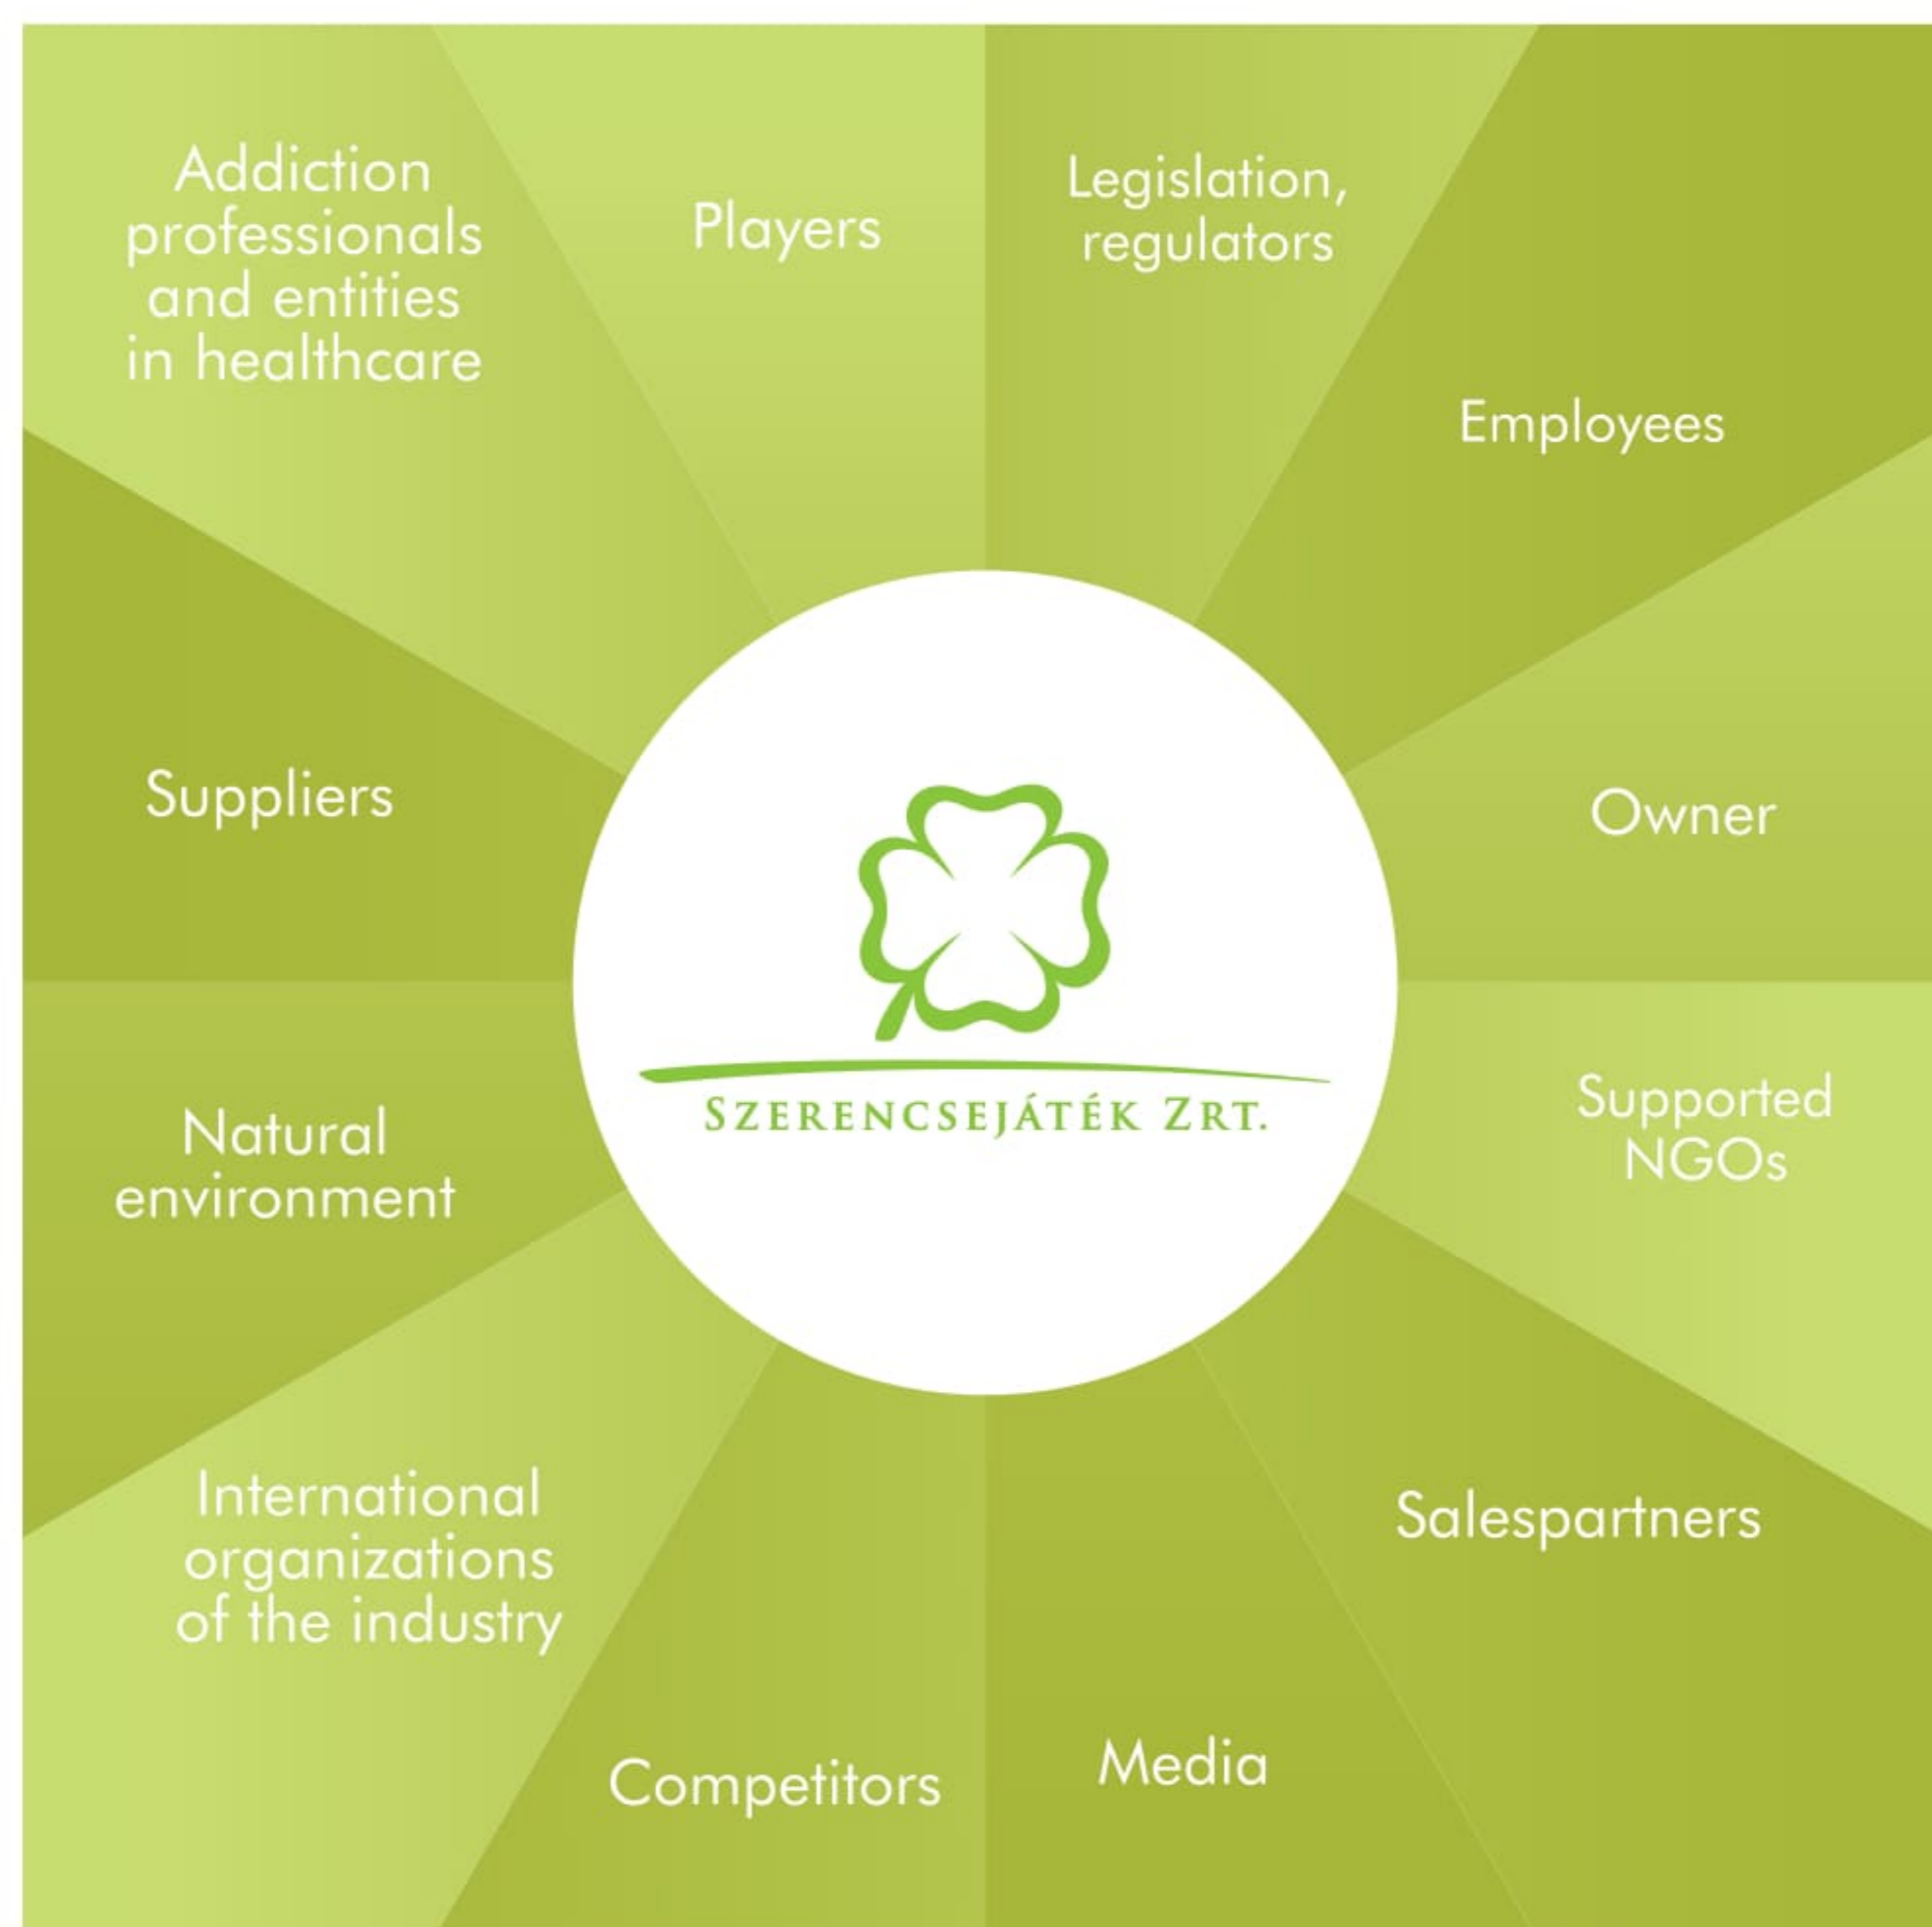 Addiction
professionals
and entities
in healthcare
Players
Legislation,
regulators
Employees
Suppliers
Owner
SZERENCSEJÁTÉK ZRT.
Natural
environment
Supported
NGOs
International
organizations
of the industry
Salespartners
Competitors
Media